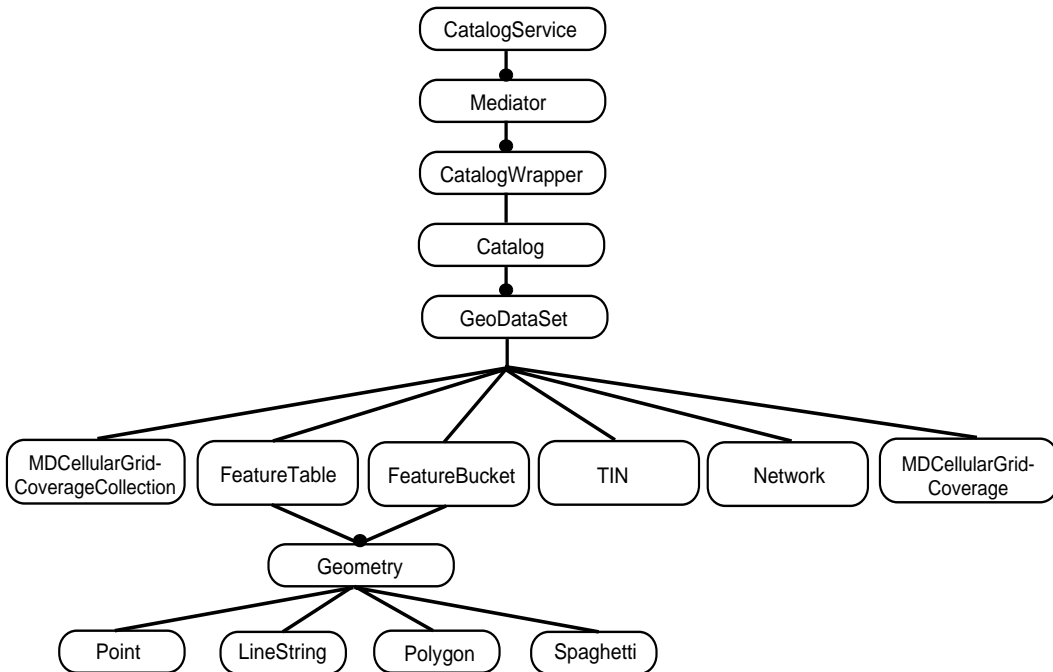 CatalogService
Mediator
CatalogWrapper
Catalog
GeoDataSet
MDCellularGrid-
CoverageCollection
FeatureTable
FeatureBucket
TIN
Network
MDCellularGrid-
Coverage
Geometry
Point
LineString
Polygon
Spaghetti